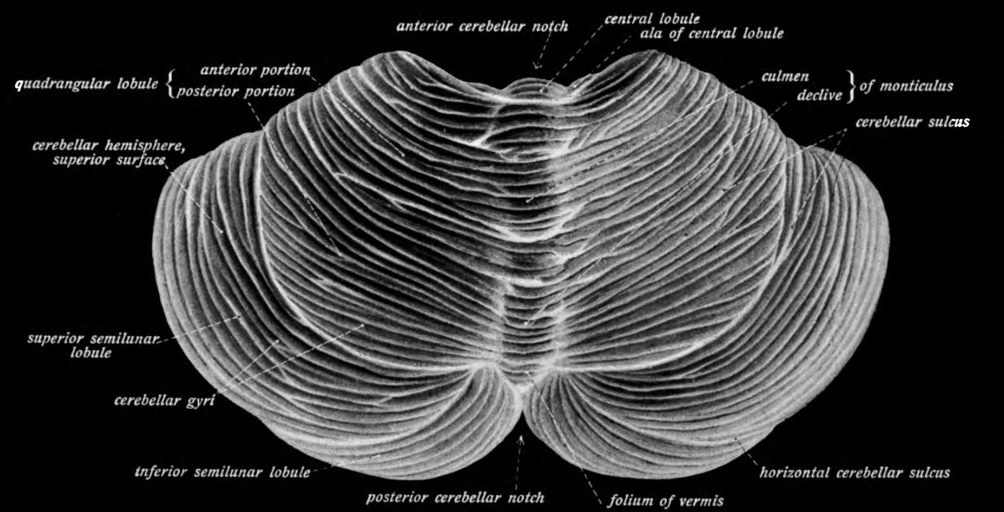 anterior cerebellar notch
central lobule
ala of central lobule
quadrangular lobule { anterior portion
posterior portion
culmen
declive } of monticulus
cerebellar sulcus
cerebellar hemisphere,
superior surface
superior semilunar
lobule
cerebellar gyri
inferior semilunar lobule
horizontal cerebellar sulcus
posterior cerebellar notch
folium of vermis